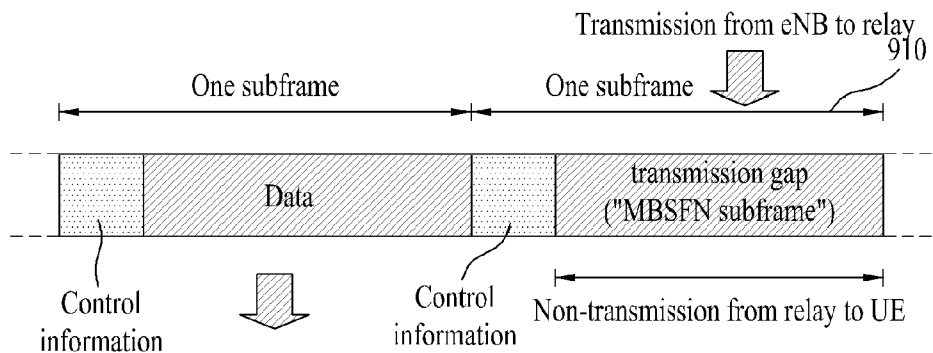 Transmission from eNB to relay
910
One subframe
One subframe
Data
transmission gap
("MBSFN subframe")
Control
information
Control
information
Non-transmission from relay to UE